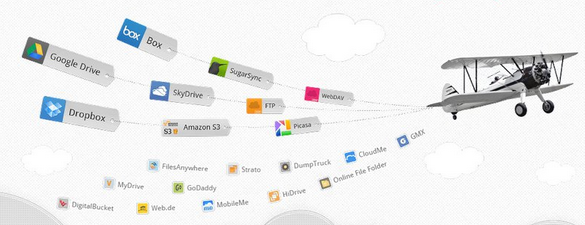 Box
Google Drive
SugarSync
SkyDrive
WebDAV
FTP
Dropbox
Amazon S3
Picasa
GMX
CloudMe
DumpTruck
Strato
FilesAnywhere
Online File Folder
GoDaddy
MyDrive
HiDrive
MobileMe
Web.de
DigitalBucket